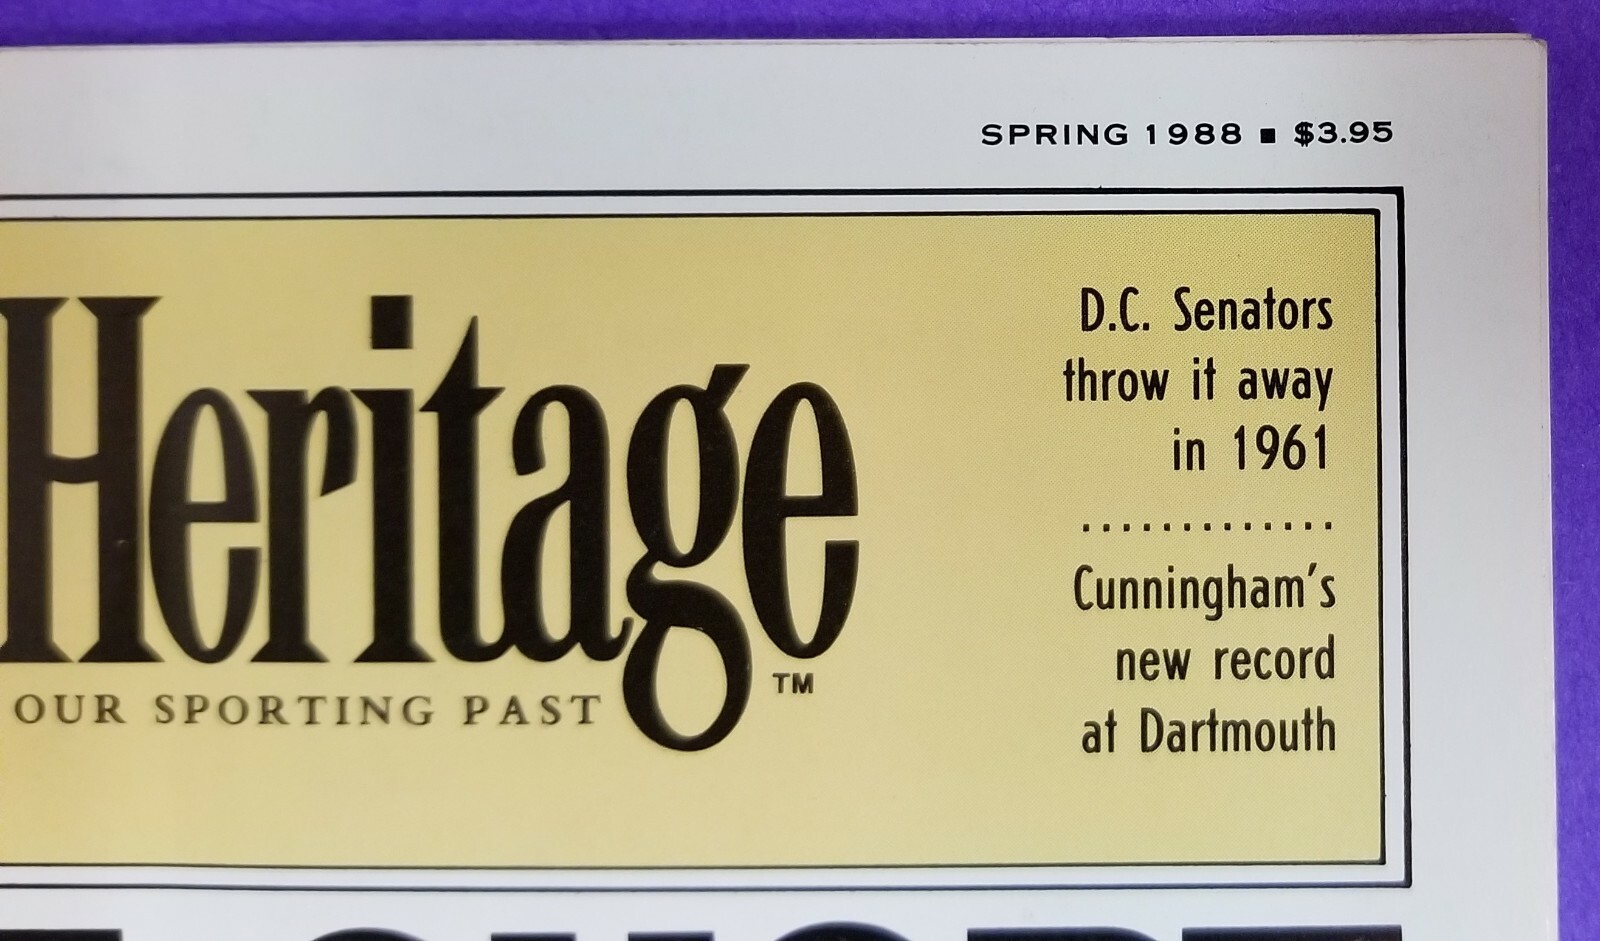 SPRING 1988 ■ $3.95
Heritage
TM
OUR SPORTING PAST
D.C. Senators
throw it away
in 1961
.............
Cunningham's
new record
at Dartmouth